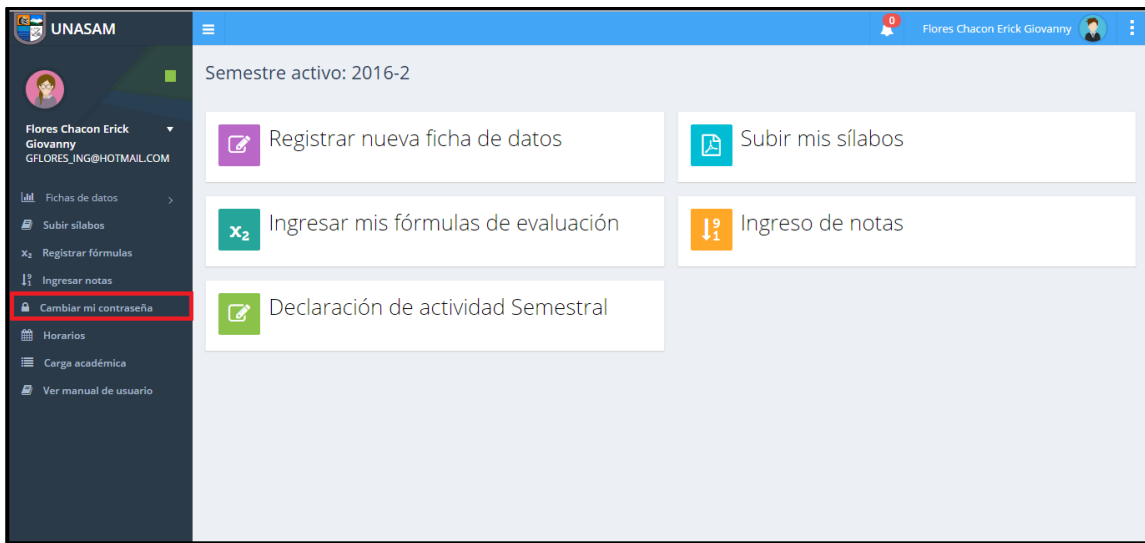 UNASAM
0
Flores Chacon Erick Giovanny
Flores Chacon Erick
Giovanny
GFLORES_ING@HOTMAIL.COM
Fichas de datos
Subir sílabos
X₂ Registrar fórmulas
Ingresar notas
Cambiar mi contraseña
Horarios
Carga académica
Ver manual de usuario
Semestre activo: 2016-2
Registrar nueva ficha de datos
Subir mis sílabos
X₂ Ingresar mis fórmulas de evaluación
Ingreso de notas
Declaración de actividad Semestral